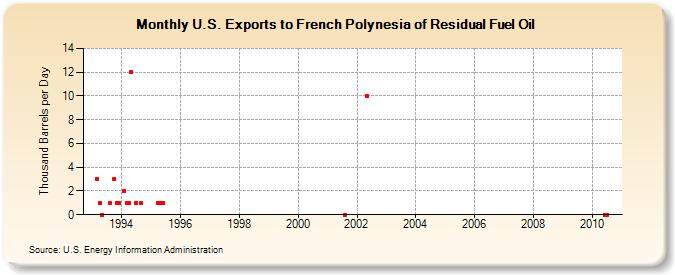 Monthly U.S. Exports to French Polynesia of Residual Fuel Oil
Thousand Barrels per Day
14
12
10
8
6
4
2
0
1994 1996 1998 2000 2002 2004 2006 2008 2010
Source: U.S. Energy Information Administration